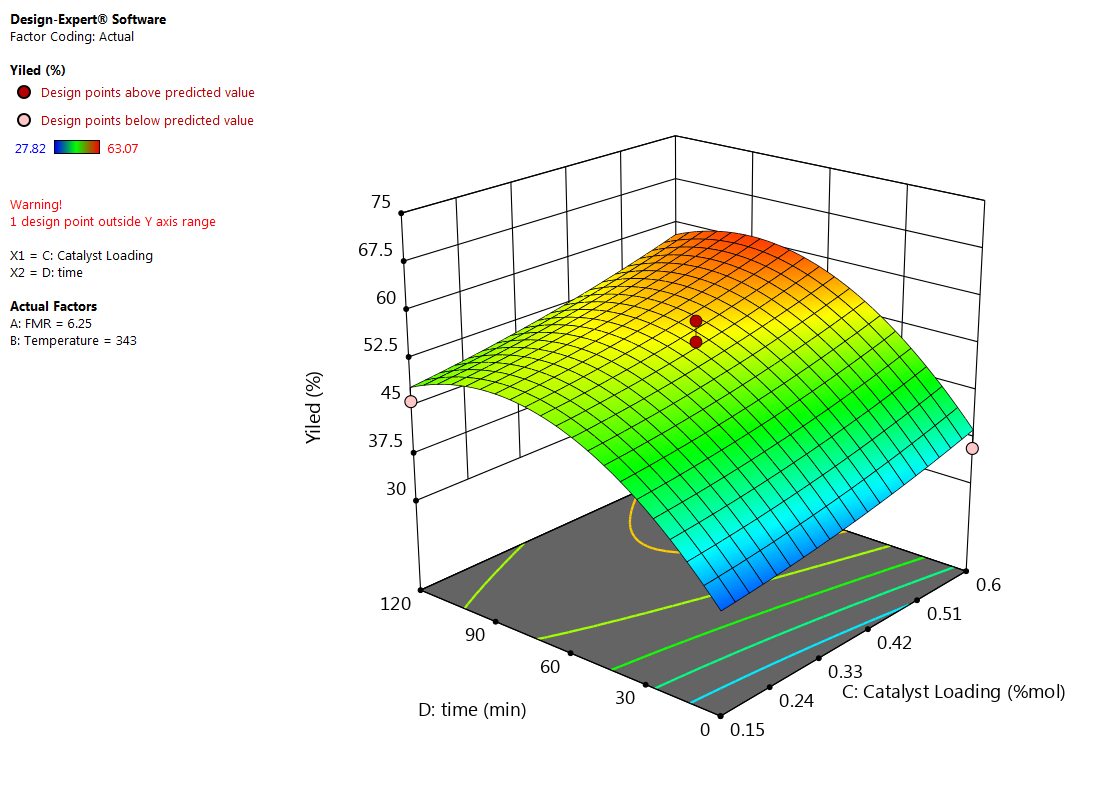 Design-Expert® Software
Factor Coding: Actual
Yiled (%)
Design points above predicted value
Design points below predicted value
27.82 63.07
Warning!
1 design point outside Y axis range
X1 = C: Catalyst Loading
X2 = D: time
Actual Factors
A: FMR = 6.25
B: Temperature = 343
75
67.5
60
52.5
45
37.5
30
Yiled (%)
120
90
60
30
0
D: time (min)
0.15
0.24
0.33
0.42
0.51
0.6
C: Catalyst Loading (%mol)